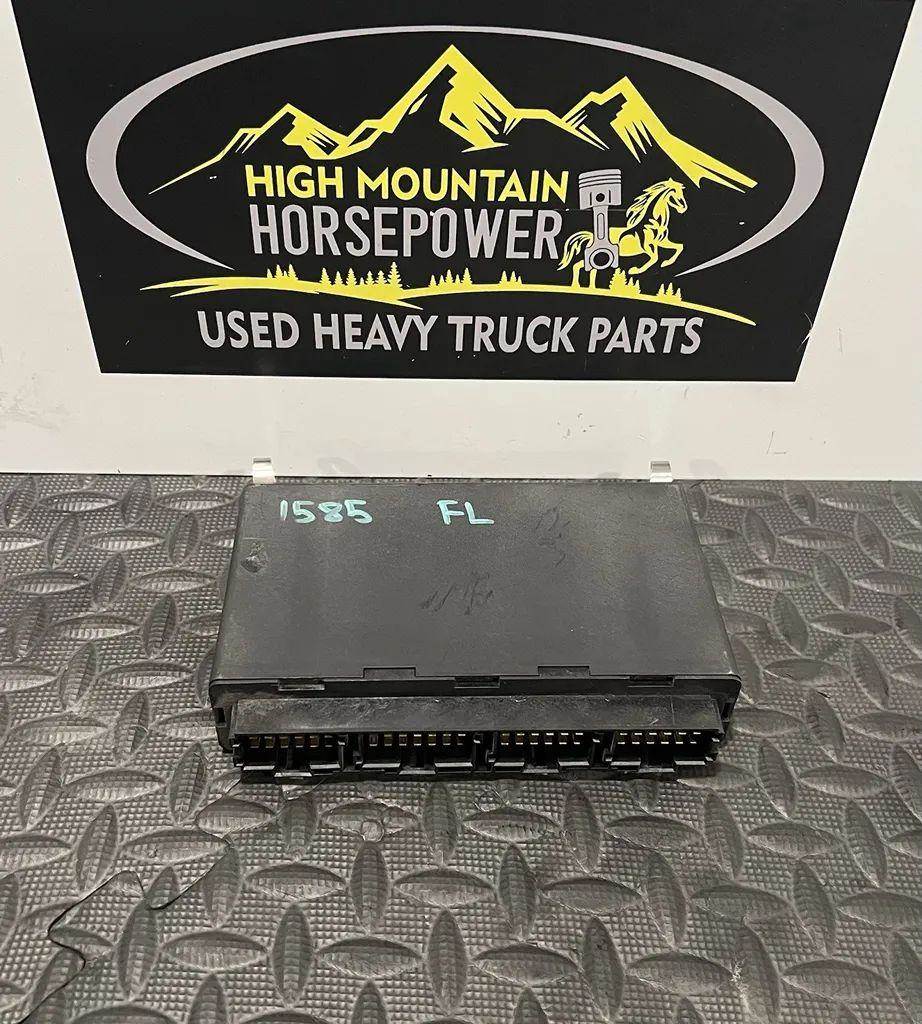 HIGH MOUNTAIN
HORSEPOWER
USED HEAVY TRUCK PARTS
1585 FL